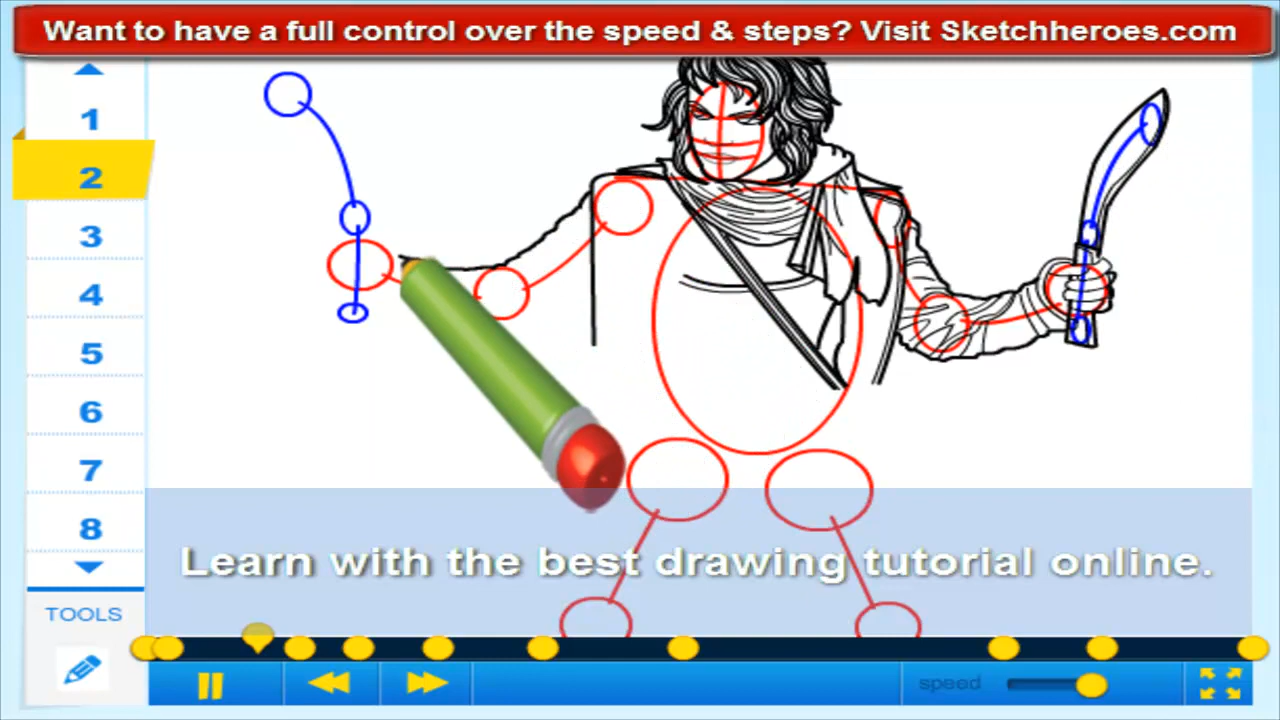 Want to have a full control over the speed & steps? Visit Sketchheroes.com
1
2
3
4
5
6
7
8
TOOLS
Learn with the best drawing tutorial online.
speed